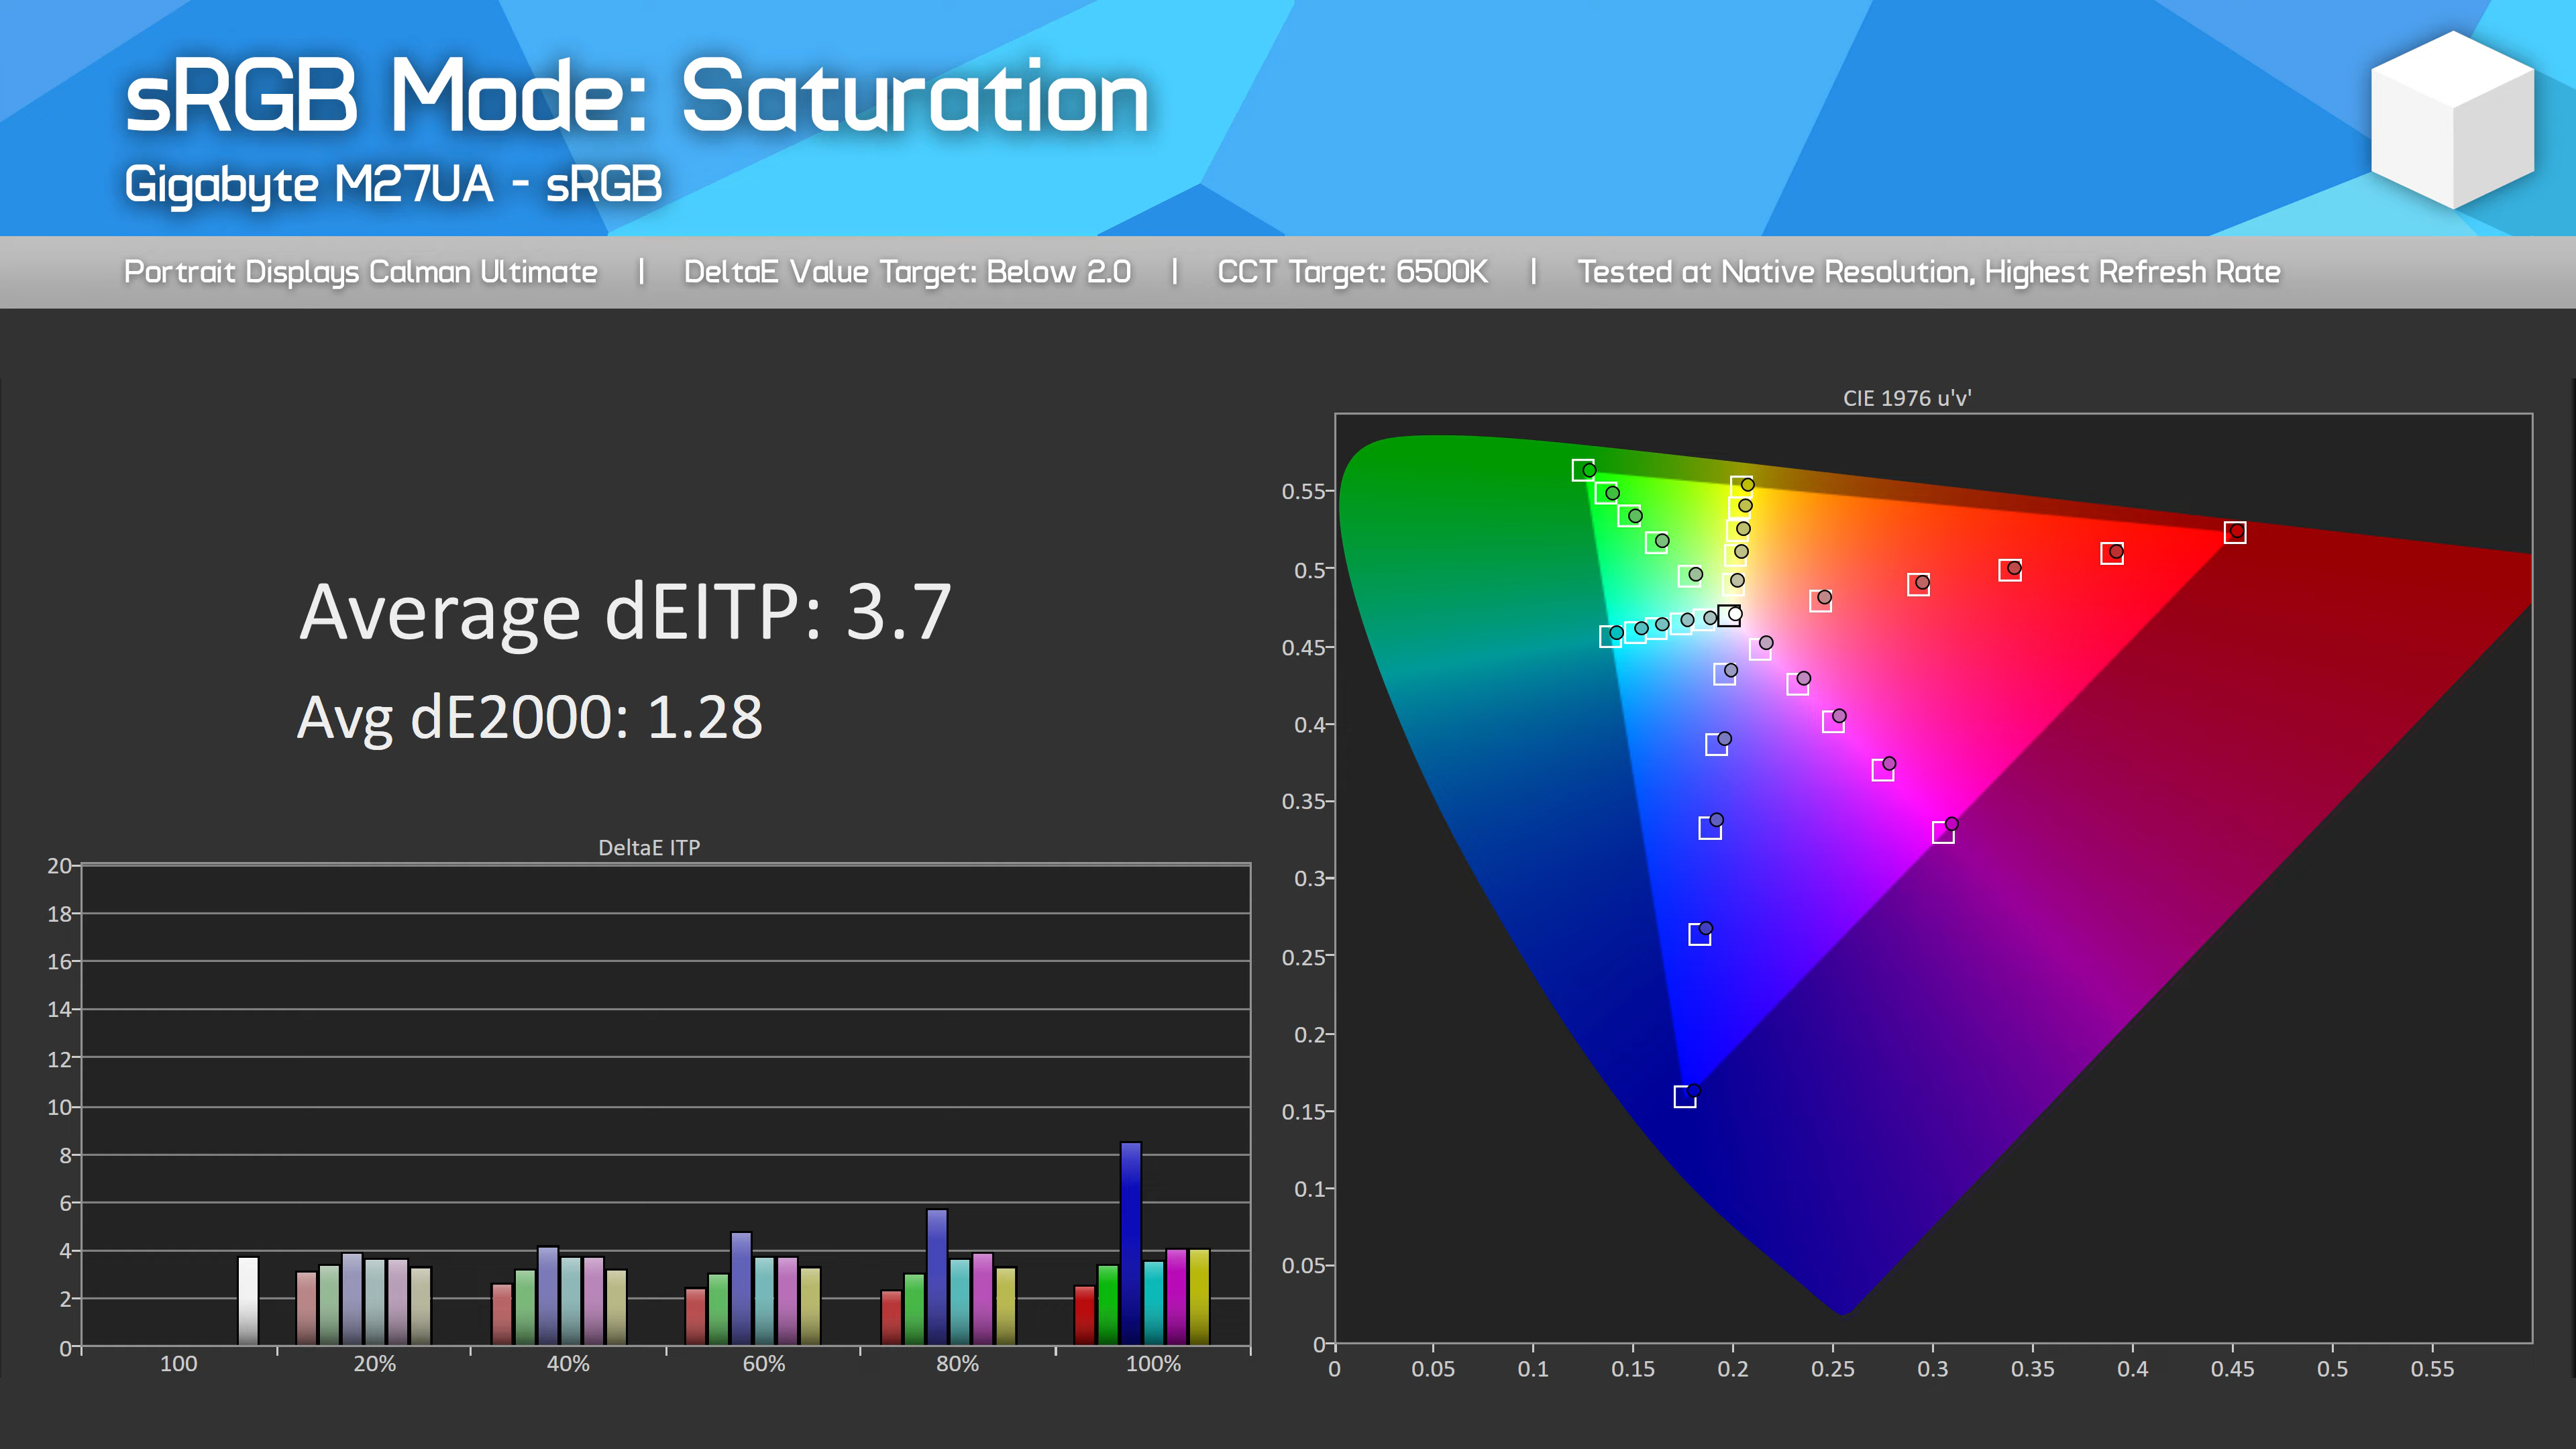 sRGB Mode: Saturation
Gigabyte M27UA - sRGB
Portrait Displays Calman Ultimate | DeltaE Value Target: Below 2.0 | CCT Target: 6500K | Tested at Native Resolution, Highest Refresh Rate
Average dEITP: 3.7
Avg dE2000: 1.28
DeltaE ITP
20
18
16
14
12
10
8
6
4
2
0
100 20% 40% 60% 80% 100%
CIE 1976 u'v'
0.55
0.5
0.45
0.4
0.35
0.3
0.25
0.2
0.15
0.1
0.05
0
0 0.05 0.1 0.15 0.2 0.25 0.3 0.35 0.4 0.45 0.5 0.55